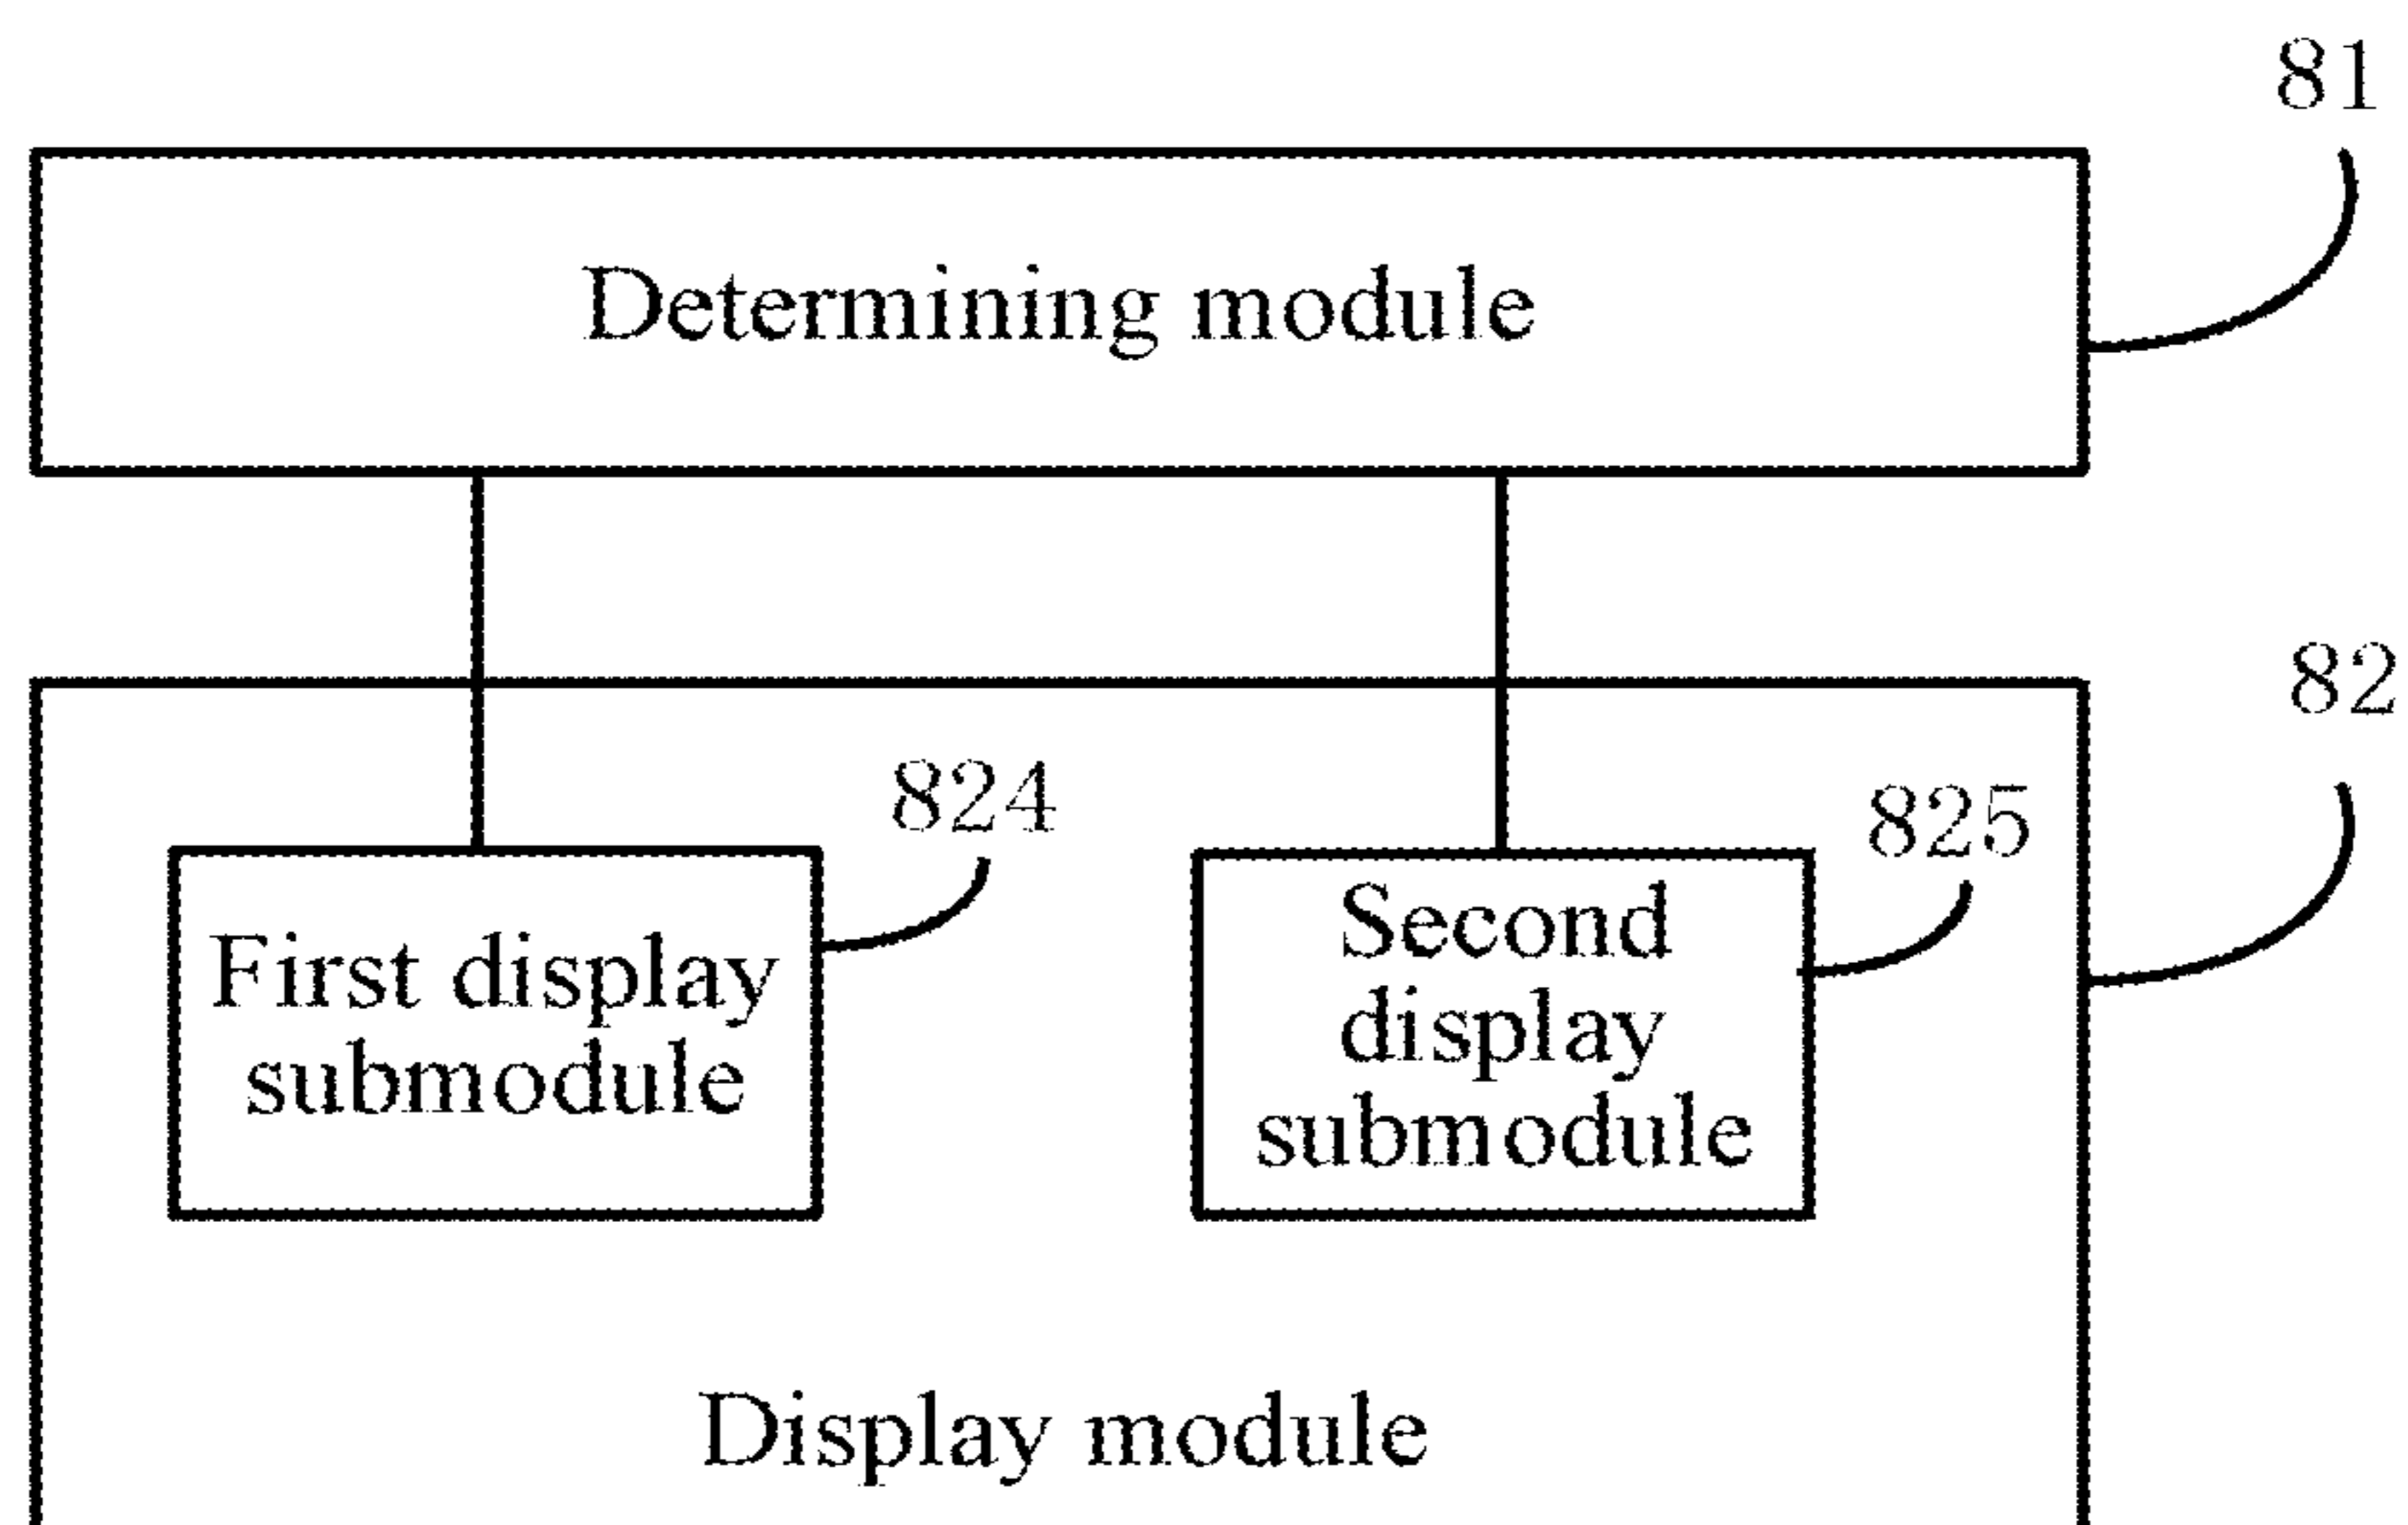 81
Determining module
82
824
825
First display
submodule
Second
display
submodule
Display module